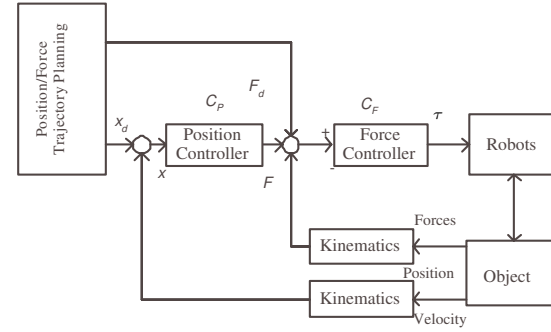 Position/Force
Trajectory Planning
F_d
C_P
C_F
x_d
+
τ
Position
Controller
Force
Controller
Robots
x
-
F
Forces
Kinematics
Position
Object
Kinematics
Velocity